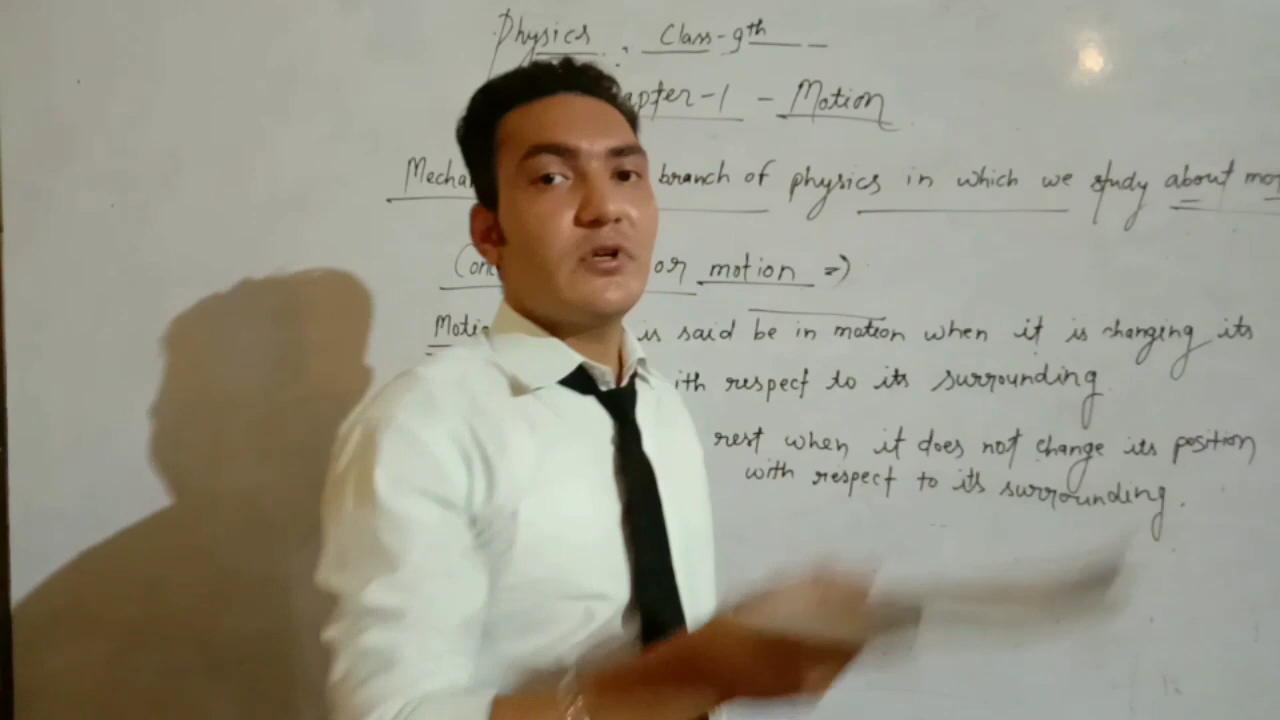 Physics : Class-9th
apter-1 - Motion
Mecha branch of physics in which we study about mo
Conc or motion =>
Motio is said be in motion when it is changing its
ith respect to its surrounding
rest when it does not change its position
with respect to its surrounding.